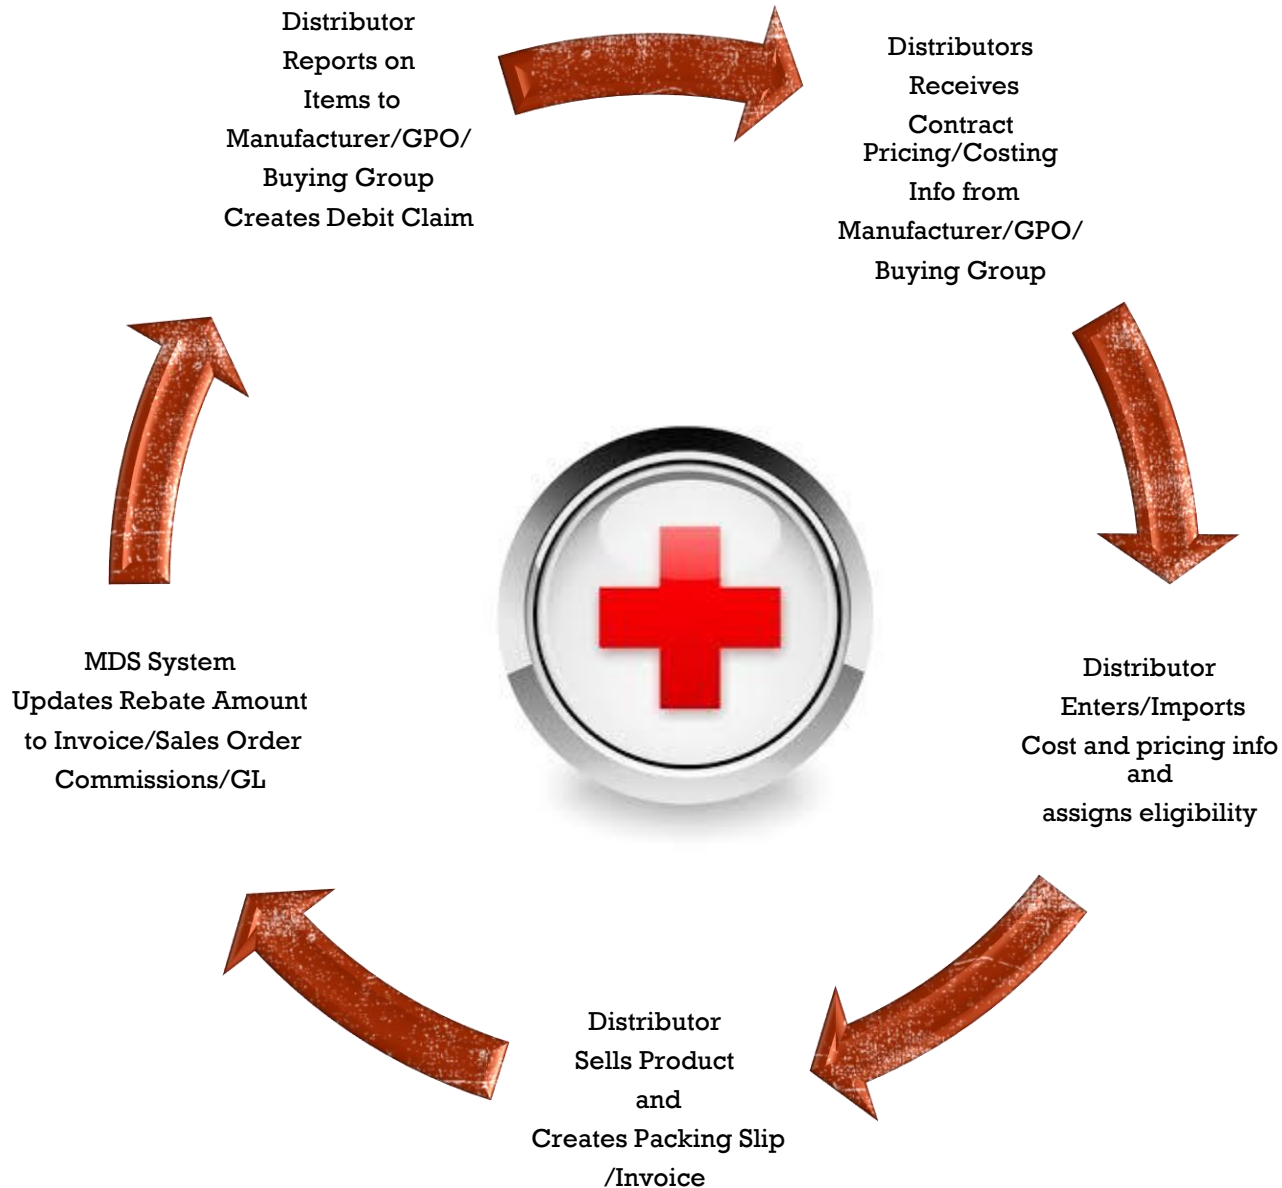 Distributor
Reports on
Items to
Manufacturer/GPO/
Buying Group
Creates Debit Claim
Distributors
Receives
Contract
Pricing/Costing
Info from
Manufacturer/GPO/
Buying Group
Distributor
Enters/Imports
Cost and pricing info
and
assigns eligibility
Distributor
Sells Product
and
Creates Packing Slip
/Invoice
MDS System
Updates Rebate Amount
to Invoice/Sales Order
Commissions/GL